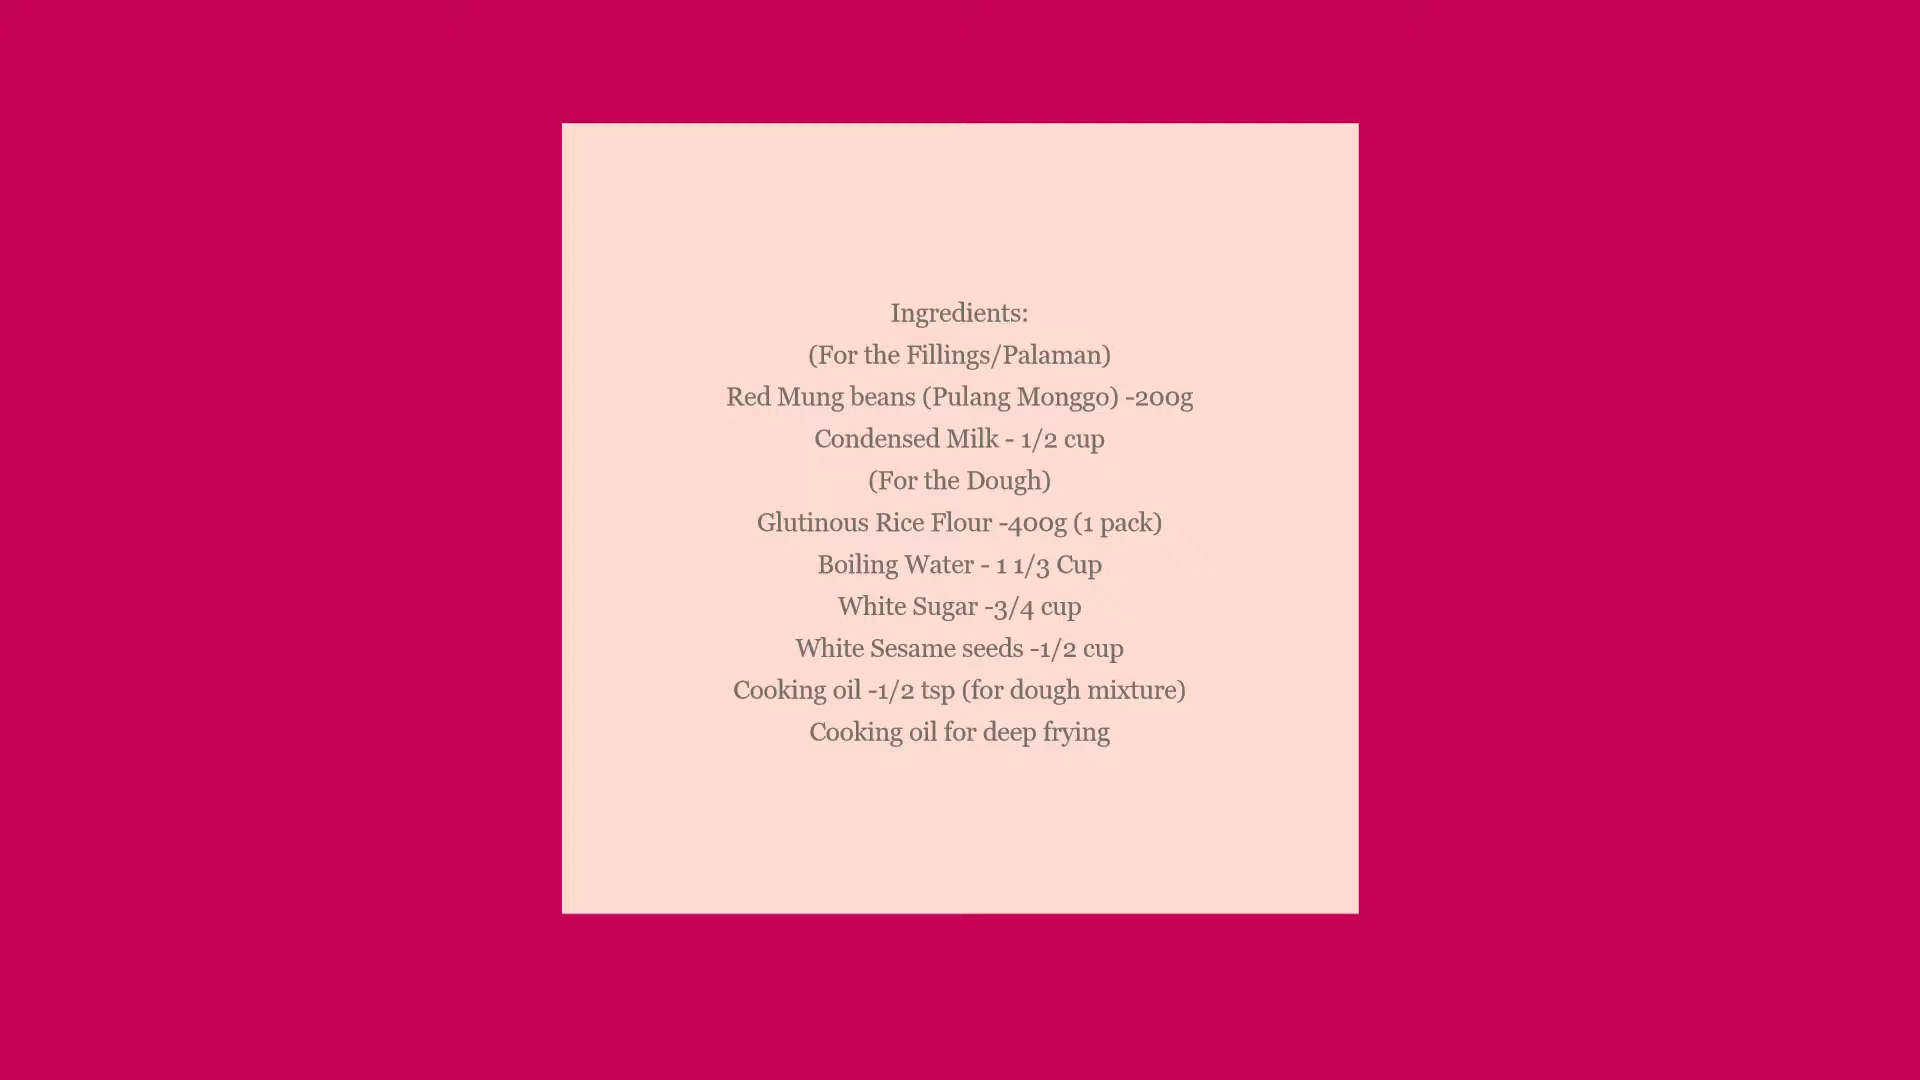 Ingredients:
(For the Fillings/Palaman)
Red Mung beans (Pulang Monggo) -200g
Condensed Milk - 1/2 cup
(For the Dough)
Glutinous Rice Flour -400g (1 pack)
Boiling Water - 1 1/3 Cup
White Sugar -3/4 cup
White Sesame seeds -1/2 cup
Cooking oil -1/2 tsp (for dough mixture)
Cooking oil for deep frying